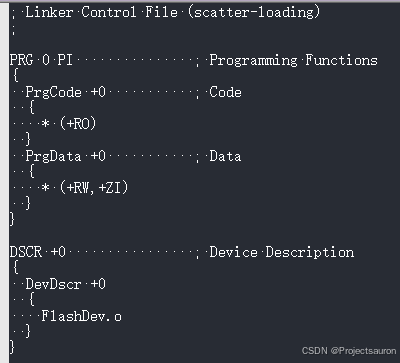 ; Linker Control File (scatter-loading)
;

PRG 0 PI               ; Programming Functions
{
  PrgCode +0           ; Code
  {
    * (+RO)
  }
  PrgData +0           ; Data
  {
    * (+RW,+ZI)
  }
}

DSCR +0                ; Device Description
{
  DevDscr +0
  {
    FlashDev.o
  }
}
CSDN @Projectsauron